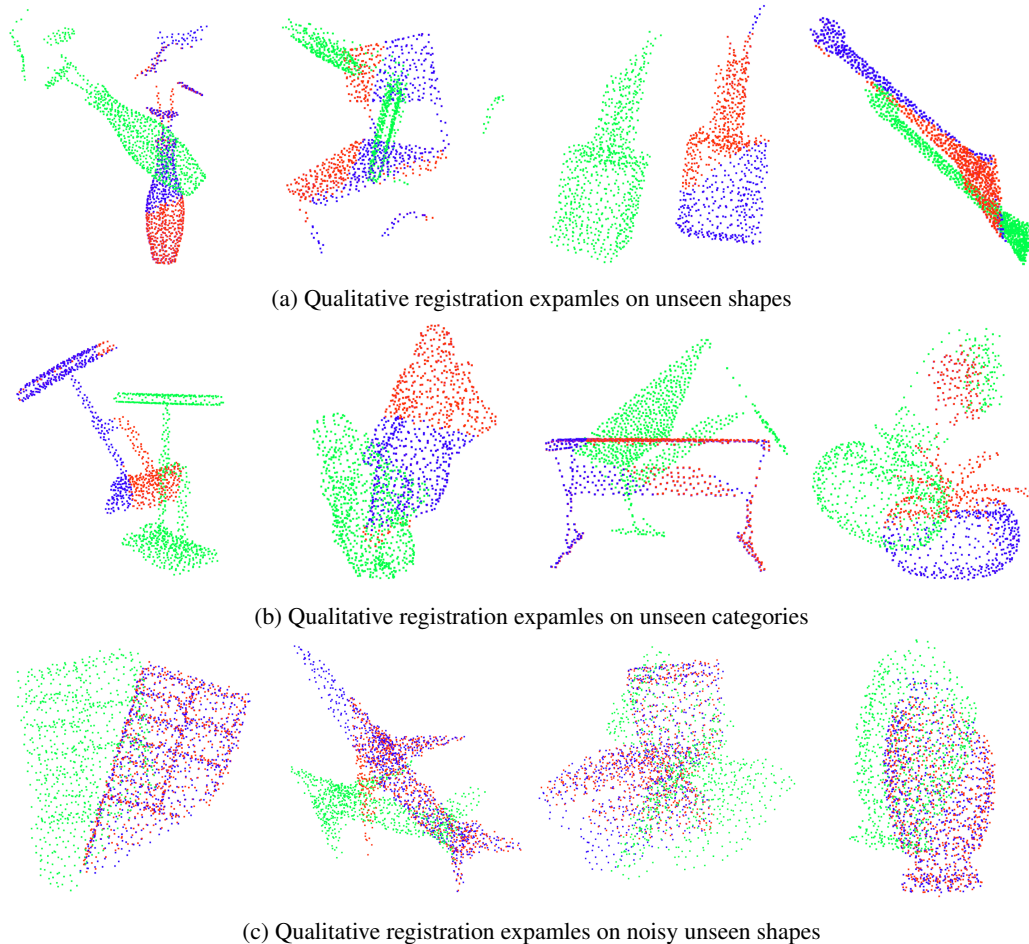 (a) Qualitative registration expamles on unseen shapes
(b) Qualitative registration expamles on unseen categories
(c) Qualitative registration expamles on noisy unseen shapes